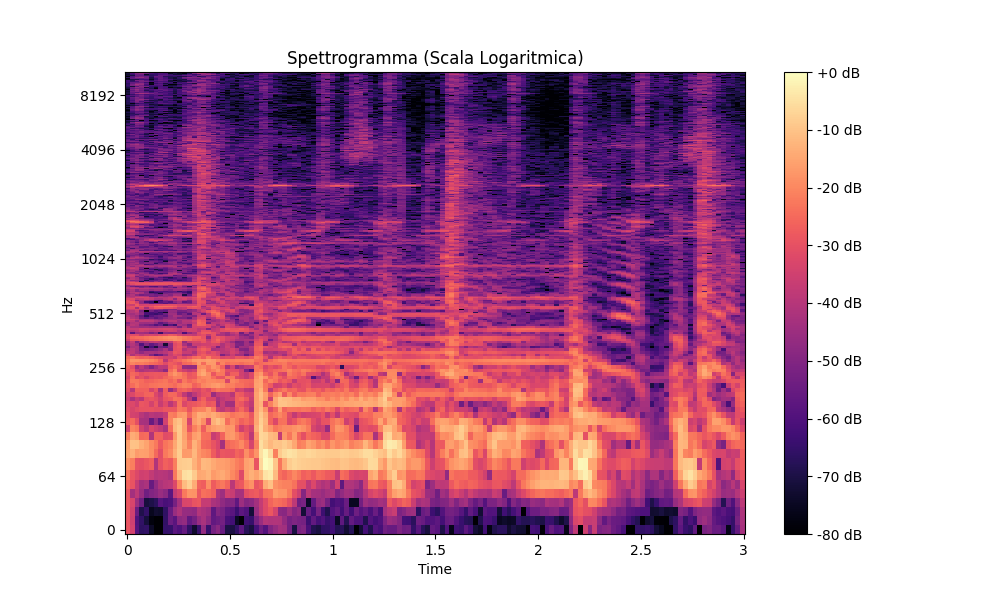 Spettrogramma (Scala Logaritmica)
Hz
8192
4096
2048
1024
512
256
128
64
0
0 0.5 1 1.5 2 2.5 3
Time
+0 dB
-10 dB
-20 dB
-30 dB
-40 dB
-50 dB
-60 dB
-70 dB
-80 dB